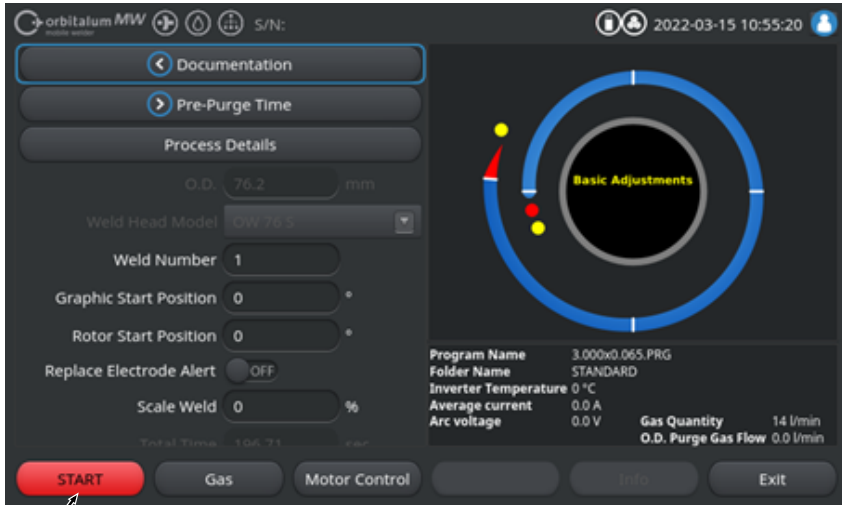 orbitalum MW S/N: 2022-03-15 10:55:20
mobile welder
Documentation
Pre-Purge Time
Process Details
O.D. 76.2 mm
Weld Head Model OW 76 S
Weld Number 1
Graphic Start Position 0 °
Rotor Start Position 0 °
Replace Electrode Alert OFF
Scale Weld 0 %
Total Time 196.71 sec
Basic Adjustments
Program Name 3.000x0.065.PRG
Folder Name STANDARD
Inverter Temperature 0 °C
Average current 0.0 A
Arc voltage 0.0 V Gas Quantity 14 l/min
O.D. Purge Gas Flow 0.0 l/min
START Gas Motor Control Info Exit